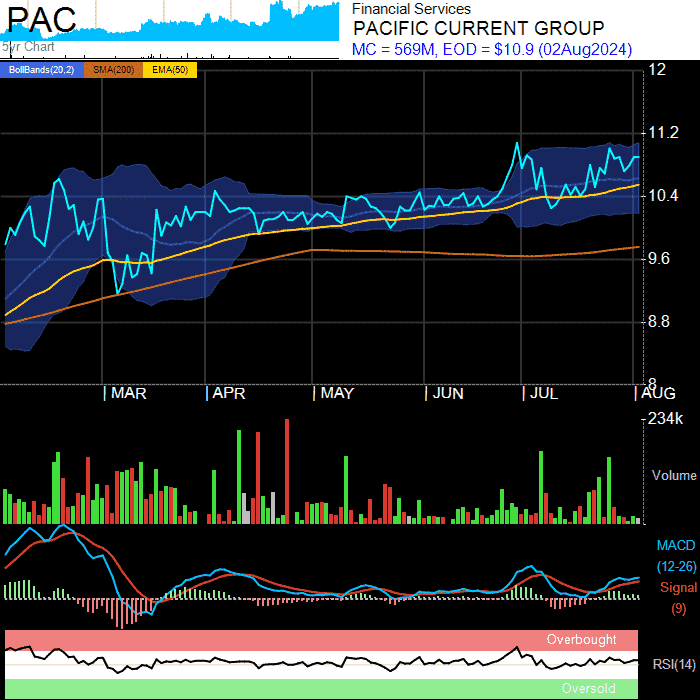 PAC
5yr Chart
Financial Services
PACIFIC CURRENT GROUP
MC = 569M, EOD = $10.9 (02Aug2024)
BollBands(20,2) SMA(200) EMA(50)
12
11.2
10.4
9.6
8.8
8
MAR APR MAY JUN JUL AUG
234k
Volume
MACD
(12-26)
Signal
(9)
Overbought
RSI(14)
Oversold